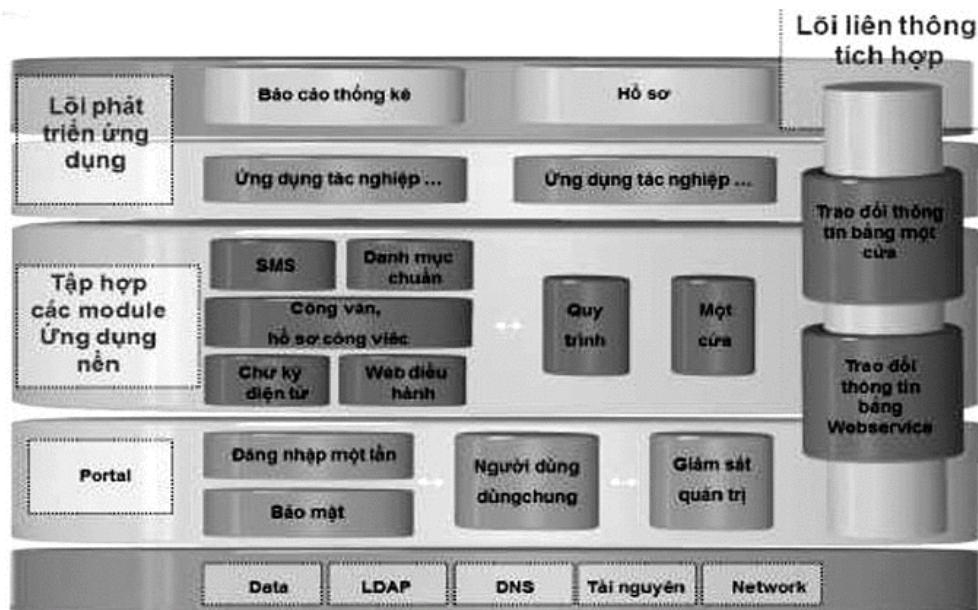 Lõi liên thông
tích hợp
Lõi phát
triển ứng
dụng
Báo cáo thống kê
Hồ sơ
Ứng dụng tác nghiệp ...
Ứng dụng tác nghiệp ...
Trao đổi thông
tin bằng một
cửa
Tập hợp
các module
Ứng dụng
nền
SMS
Danh mục
chuẩn
Công văn,
hồ sơ công việc
Chữ ký
điện tử
Web điều
hành
Quy
trình
Một
cửa
Trao đổi
thông tin
bằng
Webservice
Portal
Đăng nhập một lần
Bảo mật
Người dùng
dùngchung
Giám sát
quản trị
Data
LDAP
DNS
Tài nguyên
Network